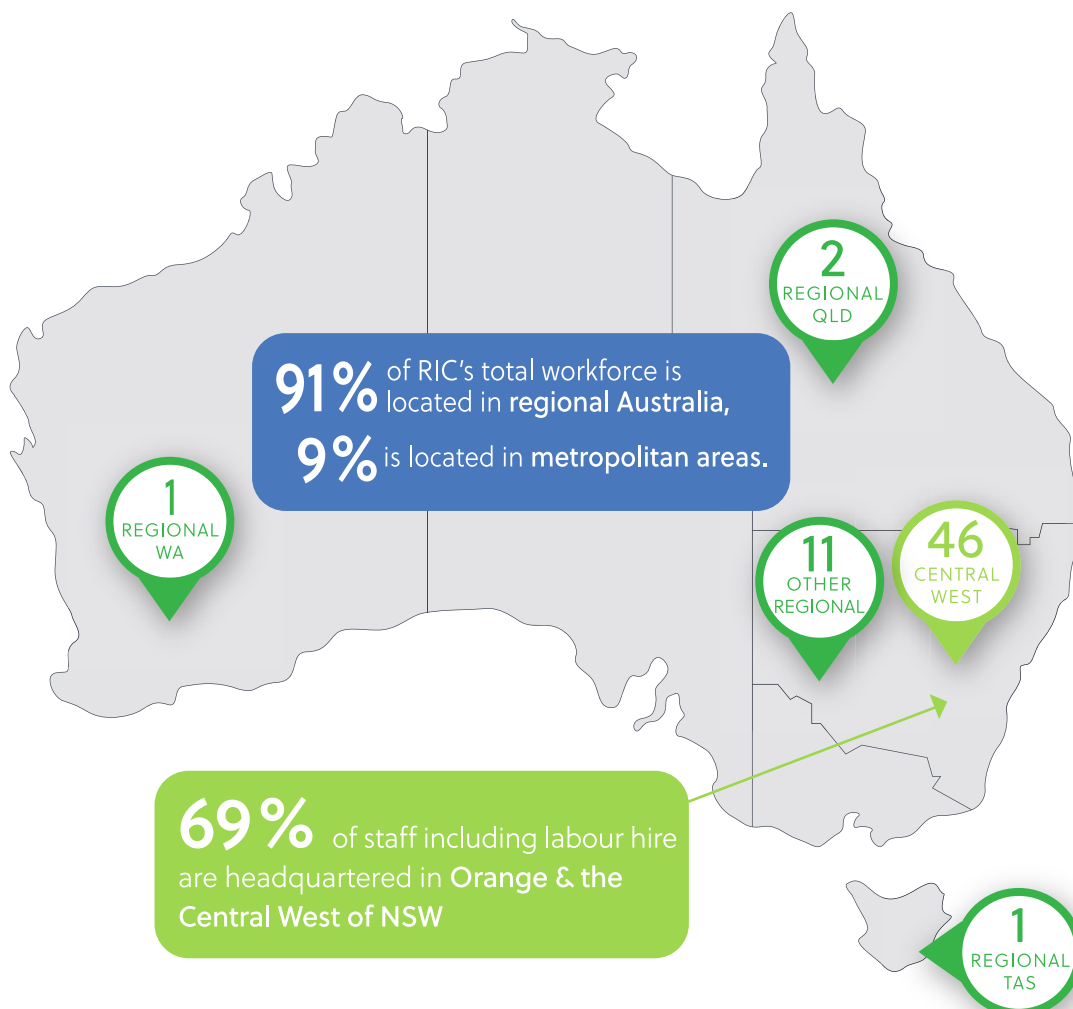 2
REGIONAL
QLD
91% of RIC's total workforce is
located in regional Australia,
9% is located in metropolitan areas.
1
REGIONAL
WA
11
OTHER
REGIONAL
46
CENTRAL
WEST
69% of staff including labour hire
are headquartered in Orange & the
Central West of NSW
1
REGIONAL
TAS